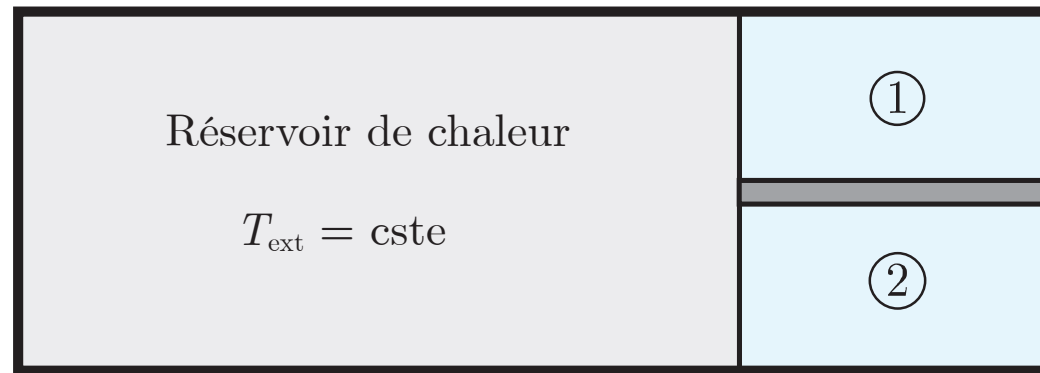 Réservoir de chaleur
T_ext = cste
①
②